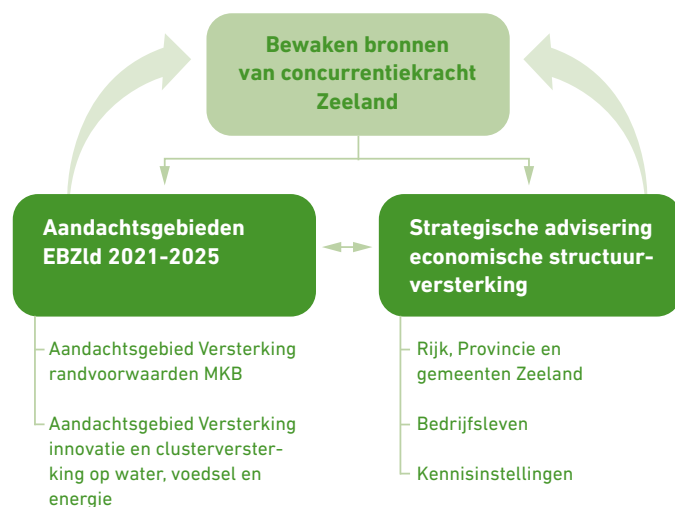 Bewaken bronnen
van concurrentiekracht
Zeeland
Aandachtsgebieden
EBZld 2021-2025
Strategische advisering
economische structuur-
versterking
Aandachtsgebied Versterking
randvoorwaarden MKB
Aandachtsgebied Versterking
innovatie en clusterverster-
king op water, voedsel en
energie
Rijk, Provincie en
gemeenten Zeeland
Bedrijfsleven
Kennisinstellingen